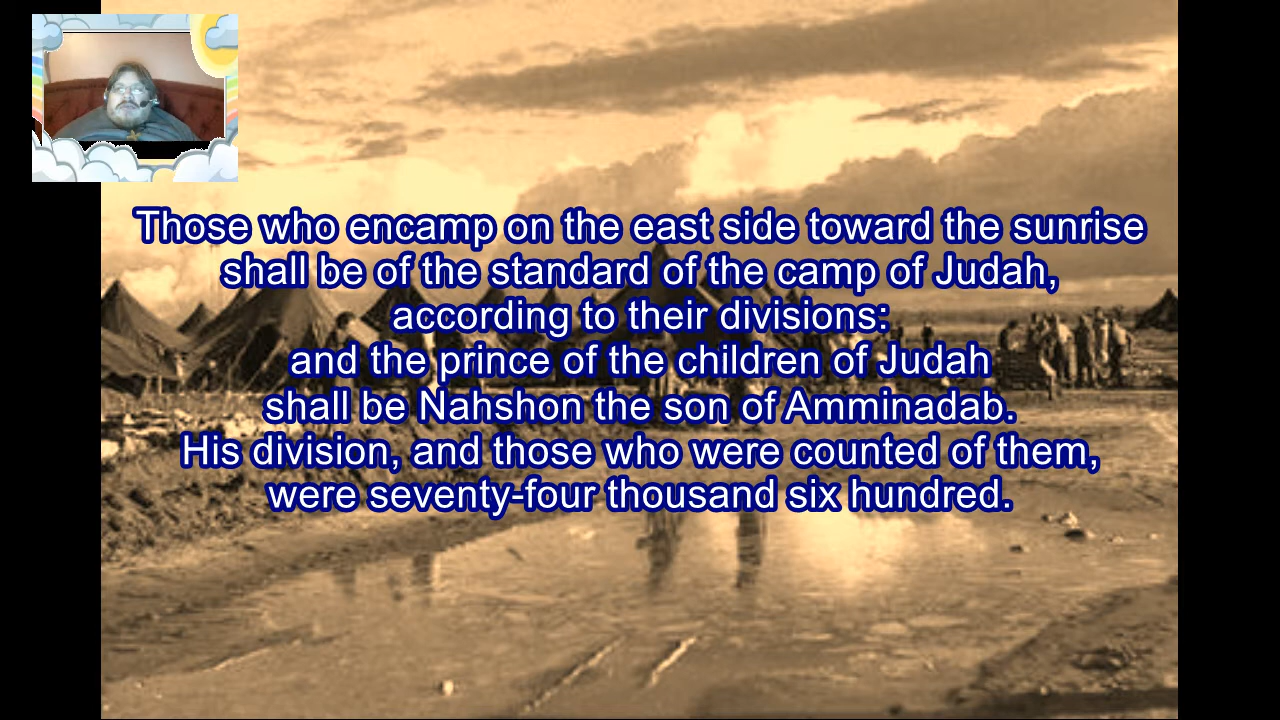 Those who encamp on the east side toward the sunrise
shall be of the standard of the camp of Judah,
according to their divisions:
and the prince of the children of Judah
shall be Nahshon the son of Amminadab.
His division, and those who were counted of them,
were seventy-four thousand six hundred.